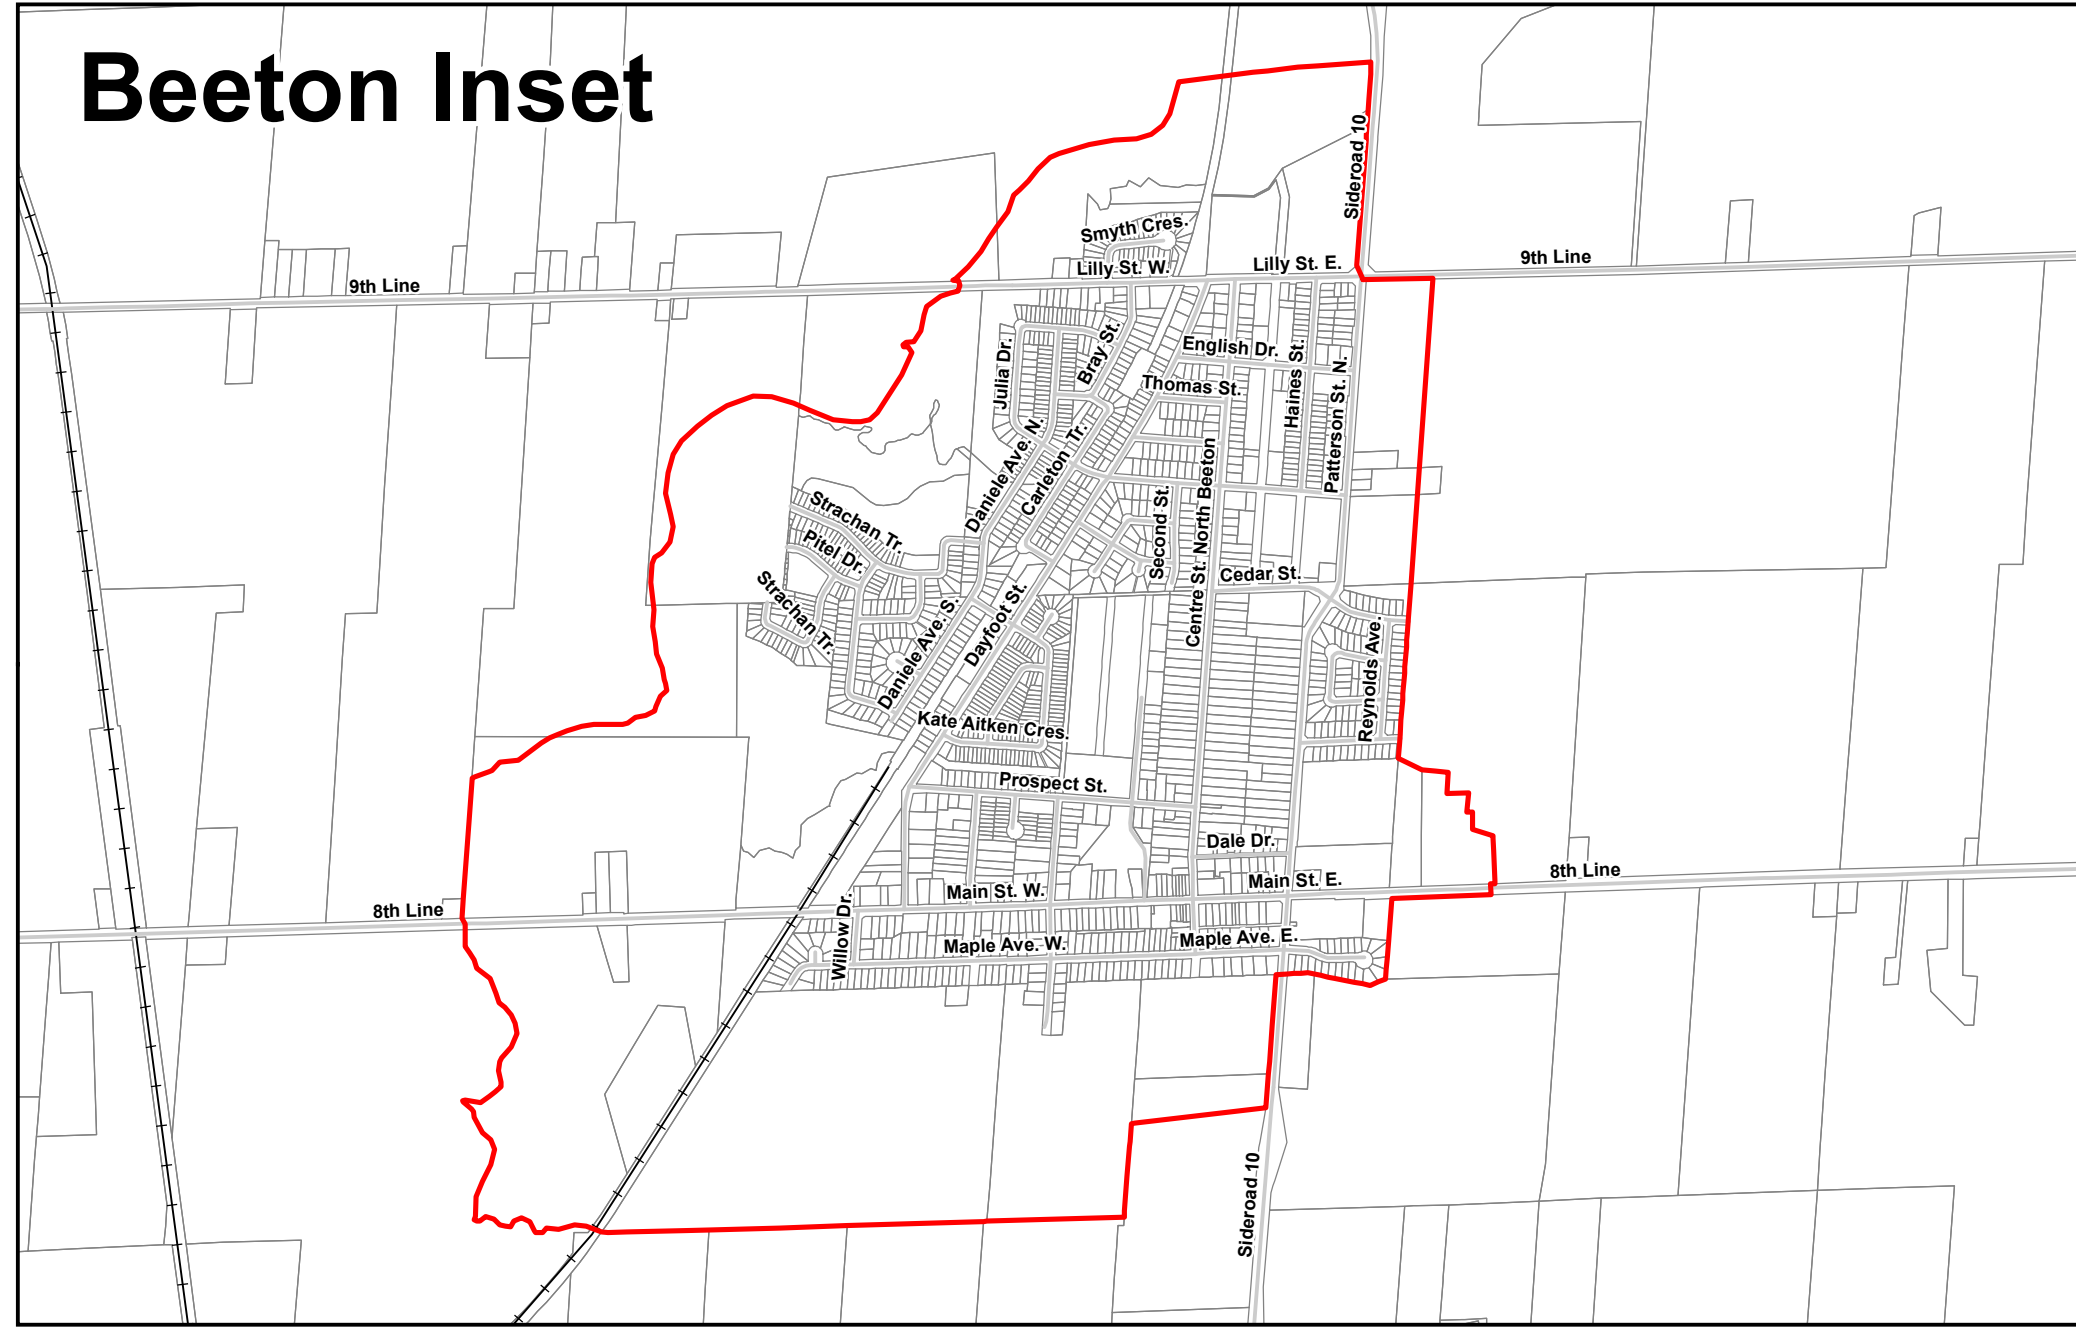 Beeton Inset
Sideroad 10
Smyth Cres.
Lilly St. W.
Lilly St. E.
9th Line
9th Line
Julia Dr.
Bray St.
English Dr.
Thomas St.
Haines St.
Patterson St. N.
Daniele Ave. N.
Carleton Tr.
Second St.
Centre St. North Beeton
Strachan Tr.
Pitel Dr.
Strachan Tr.
Cedar St.
Daniele Ave. S.
Dayfoot St.
Reynolds Ave.
Kate Aitken Cres.
Prospect St.
Dale Dr.
Main St. W.
Main St. E.
8th Line
8th Line
Willow Dr.
Maple Ave. W.
Maple Ave. E.
Sideroad 10